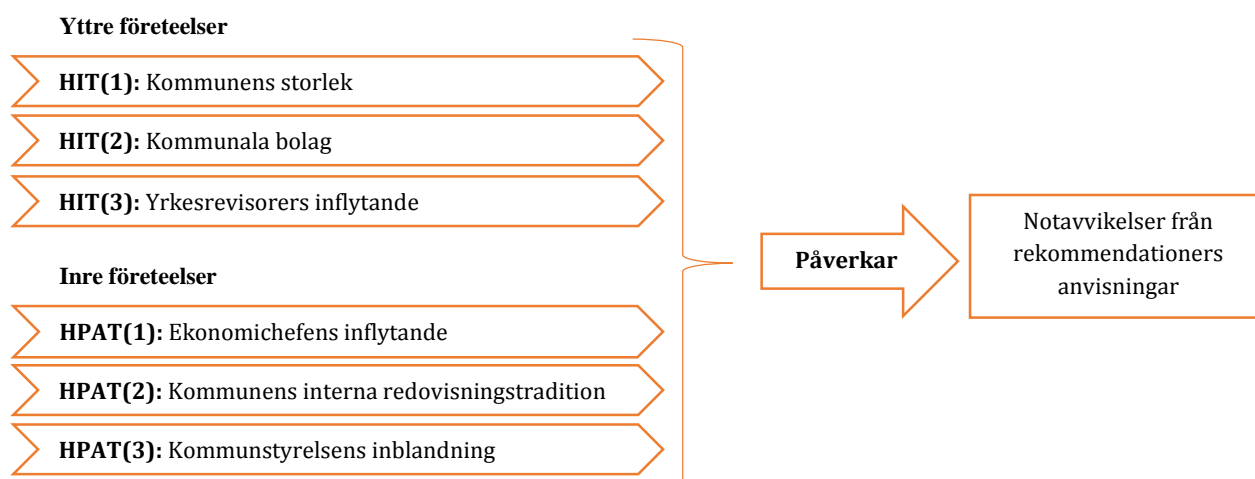 Yttre företeelser
HIT(1): Kommunens storlek
HIT(2): Kommunala bolag
HIT(3): Yrkesrevisorers inflytande
Inre företeelser
HPAT(1): Ekonomichefens inflytande
HPAT(2): Kommunens interna redovisningstradition
HPAT(3): Kommunstyrelsens inblandning
Påverkar
Notavvikelser från
rekommendationers
anvisningar